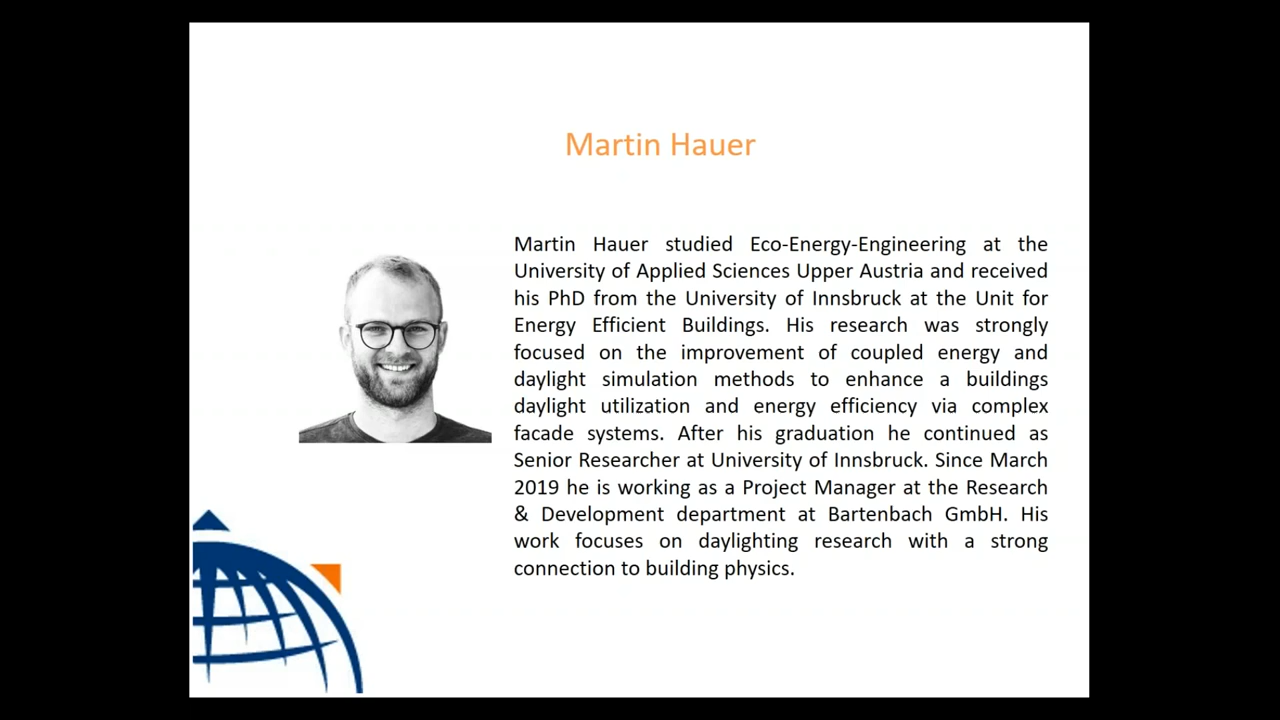 Martin Hauer
Martin Hauer studied Eco-Energy-Engineering at the
University of Applied Sciences Upper Austria and received
his PhD from the University of Innsbruck at the Unit for
Energy Efficient Buildings. His research was strongly
focused on the improvement of coupled energy and
daylight simulation methods to enhance a buildings
daylight utilization and energy efficiency via complex
facade systems. After his graduation he continued as
Senior Researcher at University of Innsbruck. Since March
2019 he is working as a Project Manager at the Research
& Development department at Bartenbach GmbH. His
work focuses on daylighting research with a strong
connection to building physics.